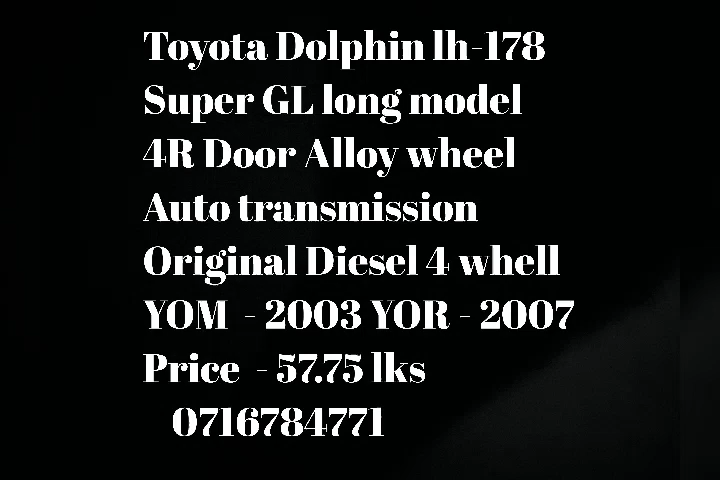 Toyota Dolphin lh-178
Super GL long model
4R Door Alloy wheel
Auto transmission
Original Diesel 4 whell
YOM - 2003 YOR - 2007
Price - 57.75 lks
0716784771